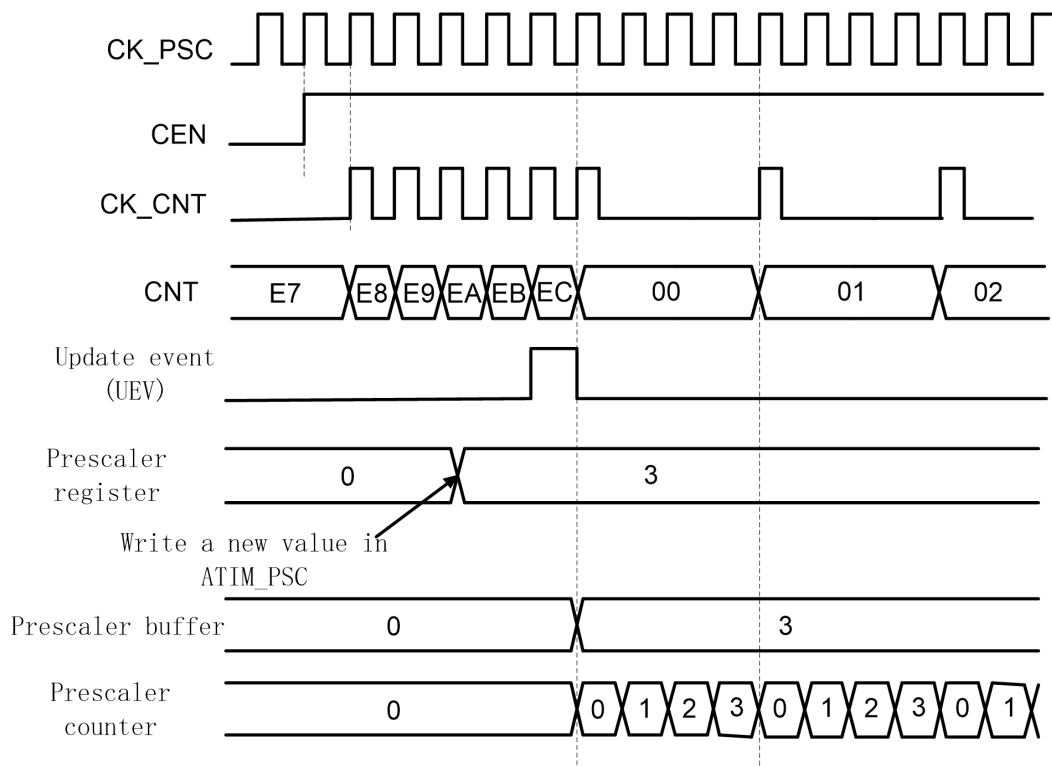 CK_PSC
CEN
CK_CNT
CNT
E7 E8 E9 EA EB EC 00 01 02
Update event
(UEV)
Prescaler
register
0 3
Write a new value in
ATIM_PSC
Prescaler buffer
0 3
Prescaler
counter
0 0 1 2 3 0 1 2 3 0 1